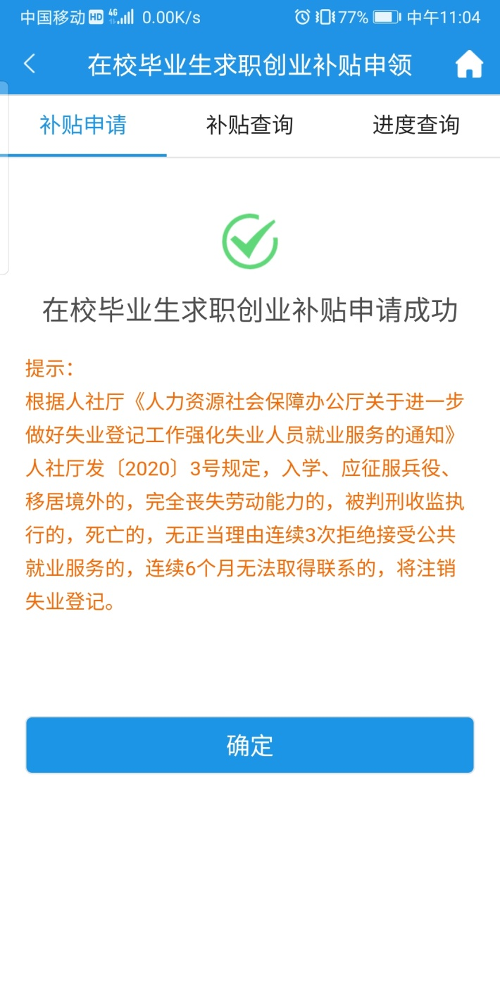 中国移动 HD 4G 0.00K/s 77% 中午11:04
在校毕业生求职创业补贴申领
补贴申请 补贴查询 进度查询
在校毕业生求职创业补贴申请成功
提示：
根据人社厅《人力资源社会保障办公厅关于进一步
做好失业登记工作强化失业人员就业服务的通知》
人社厅发〔2020〕3号规定，入学、应征服兵役、
移居境外的，完全丧失劳动能力的，被判刑收监执
行的，死亡的，无正当理由连续3次拒绝接受公共
就业服务的，连续6个月无法取得联系的，将注销
失业登记。
确定